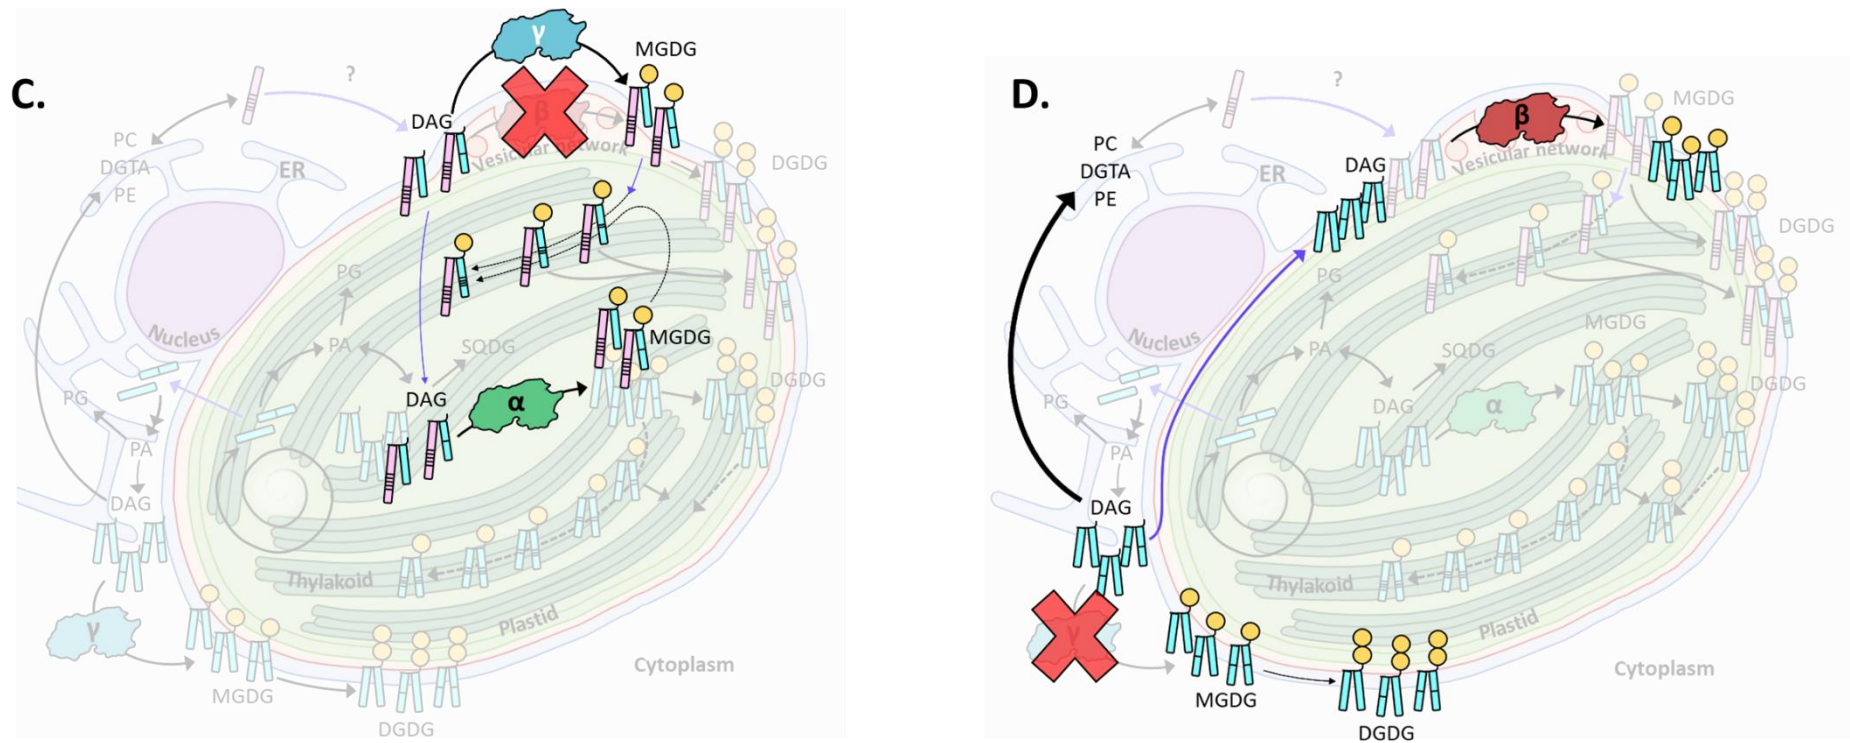 C.
γ
MGDG
?
β
DAG
Vesicular network
PC
DGTA
PE
ER
DGDG
Nucleus
PG
PA
SQDG
MGDG
DGDG
DAG
α
PG
PA
DAG
Thylakoid
Plastid
γ
Cytoplasm
MGDG
DGDG
D.
?
β
MGDG
PC
DGTA
PE
ER
DAG
Vesicular network
DGDG
Nucleus
PG
PA
SQDG
MGDG
DGDG
DAG
α
PG
PA
DAG
Thylakoid
Plastid
γ
Cytoplasm
MGDG
DGDG